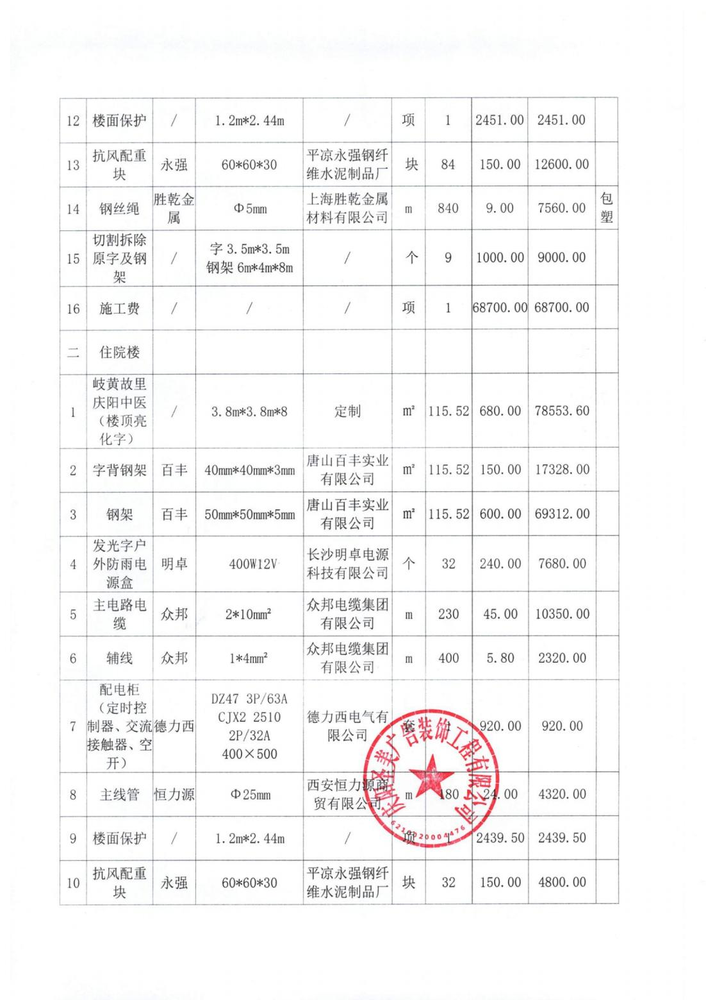 12 楼面保护 / 1.2m*2.44m / 项 1 2451.00 2451.00
13 抗风配重块 永强 60*60*30 平凉永强钢纤维水泥制品厂 块 84 150.00 12600.00
14 钢丝绳 胜乾金属 Φ5mm 上海胜乾金属材料有限公司 m 840 9.00 7560.00 包塑
15 切割拆除原字及钢架 / 字 3.5m*3.5m 钢架 6m*4m*8m / 个 9 1000.00 9000.00
16 施工费 / / / 项 1 68700.00 68700.00
二 住院楼
1 岐黄故里庆阳中医（楼顶亮化字） / 3.8m*3.8m*8 定制 m² 115.52 680.00 78553.60
2 字背钢架 百丰 40mm*40mm*3mm 唐山百丰实业有限公司 m² 115.52 150.00 17328.00
3 钢架 百丰 50mm*50mm*5mm 唐山百丰实业有限公司 m² 115.52 600.00 69312.00
4 发光字户外防雨电源盒 明卓 400W12V 长沙明卓电源科技有限公司 个 32 240.00 7680.00
5 主电路电缆 众邦 2*10mm² 众邦电缆集团有限公司 m 230 45.00 10350.00
6 辅线 众邦 1*4mm² 众邦电缆集团有限公司 m 400 5.80 2320.00
7 配电柜（定时控制器、交流接触器、空开） 德力西 DZ47 3P/63A CJX2 2510 2P/32A 400×500 德力西电气有限公司 套 1 920.00 920.00
8 主线管 恒力源 Φ25mm 西安恒力源商贸有限公司 m 180 24.00 4320.00
9 楼面保护 / 1.2m*2.44m / 项 1 2439.50 2439.50
10 抗风配重块 永强 60*60*30 平凉永强钢纤维水泥制品厂 块 32 150.00 4800.00
美广告装饰工程有限公司
6210020004476